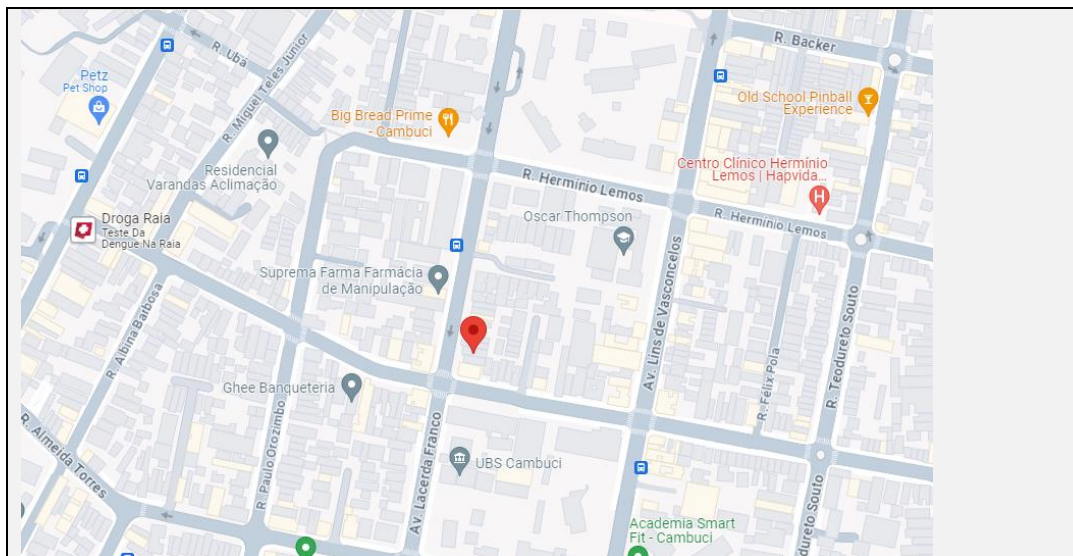 R. Backer
R. Ubá
R. Miguel Teles Júnior
Petz
Pet Shop
Old School Pinball
Experience
Big Bread Prime
- Cambuci
Centro Clínico Hermínio
Lemos | Hapvida...
Residencial
Varandas Aclimação
R. Hermínio Lemos
Droga Raia
Teste Da
Dengue Na Raia
Oscar Thompson
R. Hermínio Lemos
Suprema Farma Farmácia
de Manipulação
Av. Lins de Vasconcelos
R. Albina Barbosa
R. Félix Pola
R. Teodureto Souto
Ghee Banqueteria
R. Almeida Torres
R. Paulo Orozimbo
Av. Lacerda Franco
UBS Cambuci
R. Teodureto Souto
Academia Smart
Fit - Cambuci